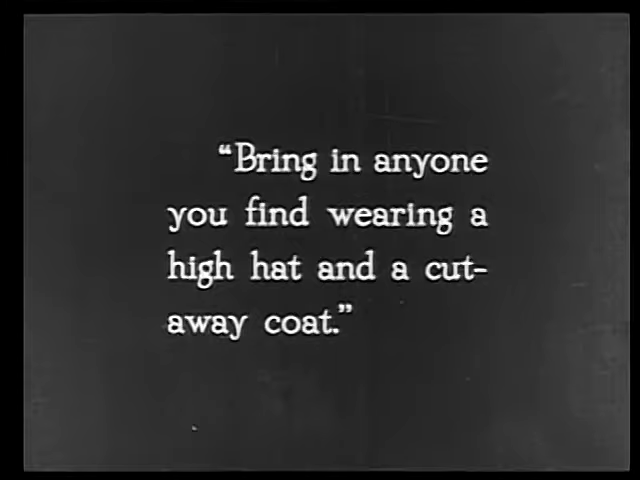 “Bring in anyone
you find wearing a
high hat and a cut-
away coat.”